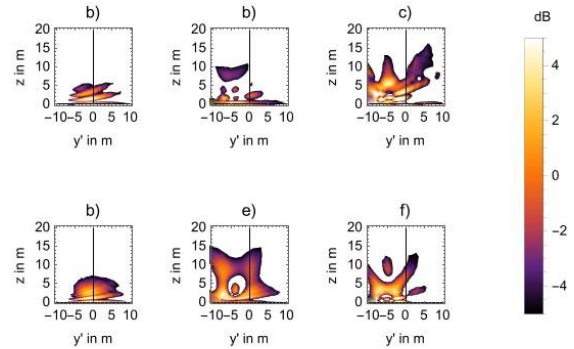 b) b) c) dB
20 20 20
15 15 15 4
z in m z in m z in m
10 10 10
5 5 5 2
0 0 0
-10 -5 0 5 10 -10 -5 0 5 10 -10 -5 0 5 10
y' in m y' in m y' in m
0
b) e) f)
20 20 20
15 15 15 -2
z in m z in m z in m
10 10 10
5 5 5
0 0 0 -4
-10 -5 0 5 10 -10 -5 0 5 10 -10 -5 0 5 10
y' in m y' in m y' in m